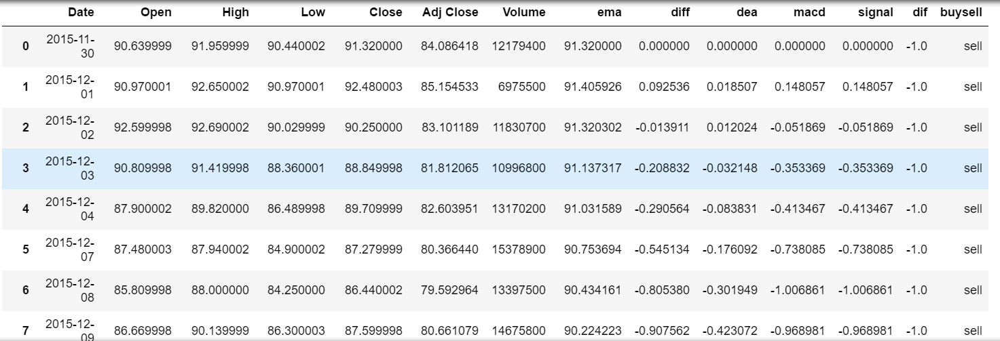 Date Open High Low Close Adj Close Volume ema diff dea macd signal dif buysell
0 2015-11-30 90.639999 91.959999 90.440002 91.320000 84.086418 12179400 91.320000 0.000000 0.000000 0.000000 0.000000 -1.0 sell
1 2015-12-01 90.970001 92.650002 90.970001 92.480003 85.154533 6975500 91.405926 0.092536 0.018507 0.148057 0.148057 -1.0 sell
2 2015-12-02 92.599998 92.690002 90.029999 90.250000 83.101189 11830700 91.320302 -0.013911 0.012024 -0.051869 -0.051869 -1.0 sell
3 2015-12-03 90.809998 91.419998 88.360001 88.849998 81.812065 10996800 91.137317 -0.208832 -0.032148 -0.353369 -0.353369 -1.0 sell
4 2015-12-04 87.900002 89.820000 86.489998 89.709999 82.603951 13170200 91.031589 -0.290564 -0.083831 -0.413467 -0.413467 -1.0 sell
5 2015-12-07 87.480003 87.940002 84.900002 87.279999 80.366440 15378900 90.753694 -0.545134 -0.176092 -0.738085 -0.738085 -1.0 sell
6 2015-12-08 85.809998 88.000000 84.250000 86.440002 79.592964 13397500 90.434161 -0.805380 -0.301949 -1.006861 -1.006861 -1.0 sell
7 2015-12-09 86.669998 90.139999 86.300003 87.599998 80.661079 14675800 90.224223 -0.907562 -0.423072 -0.968981 -0.968981 -1.0 sell